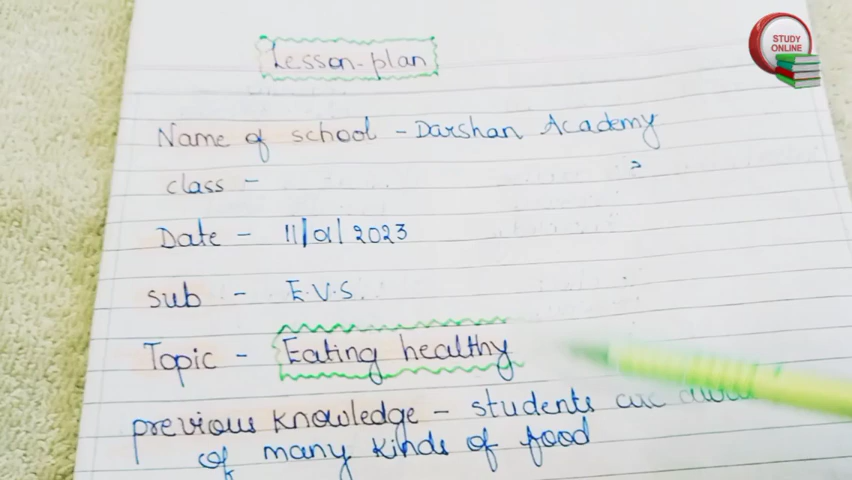 STUDY
ONLINE
Lesson-plan
Name of school - Darshan Academy
class -
Date - 11/01/2023
Sub - E.V.S.
Topic - Eating healthy
previous knowledge - students are
of many kinds of food